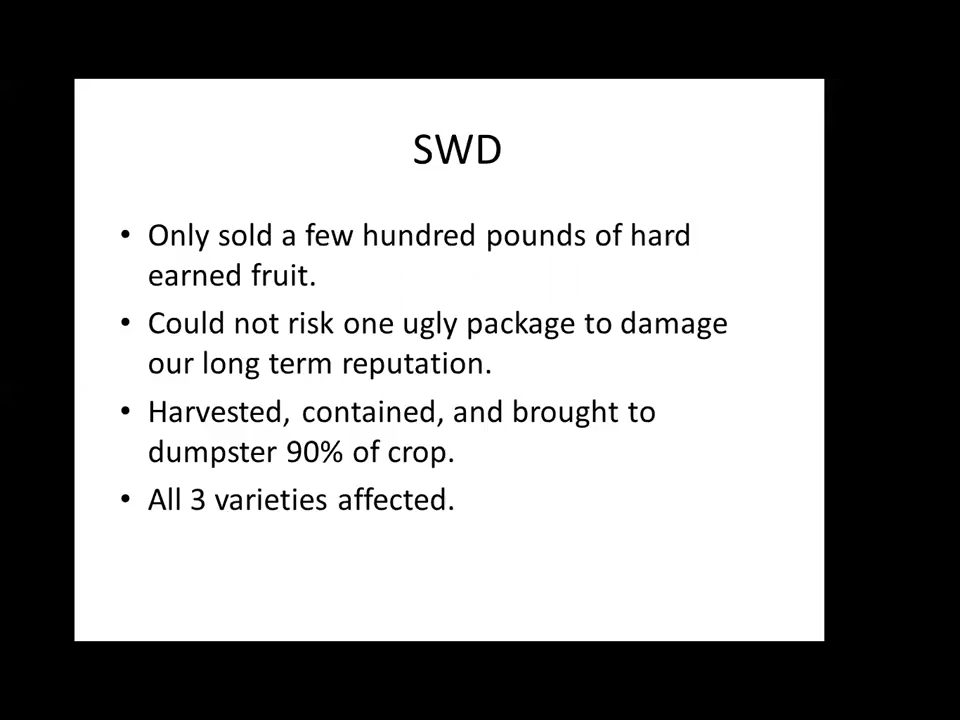 SWD
• Only sold a few hundred pounds of hard
earned fruit.
• Could not risk one ugly package to damage
our long term reputation.
• Harvested, contained, and brought to
dumpster 90% of crop.
• All 3 varieties affected.